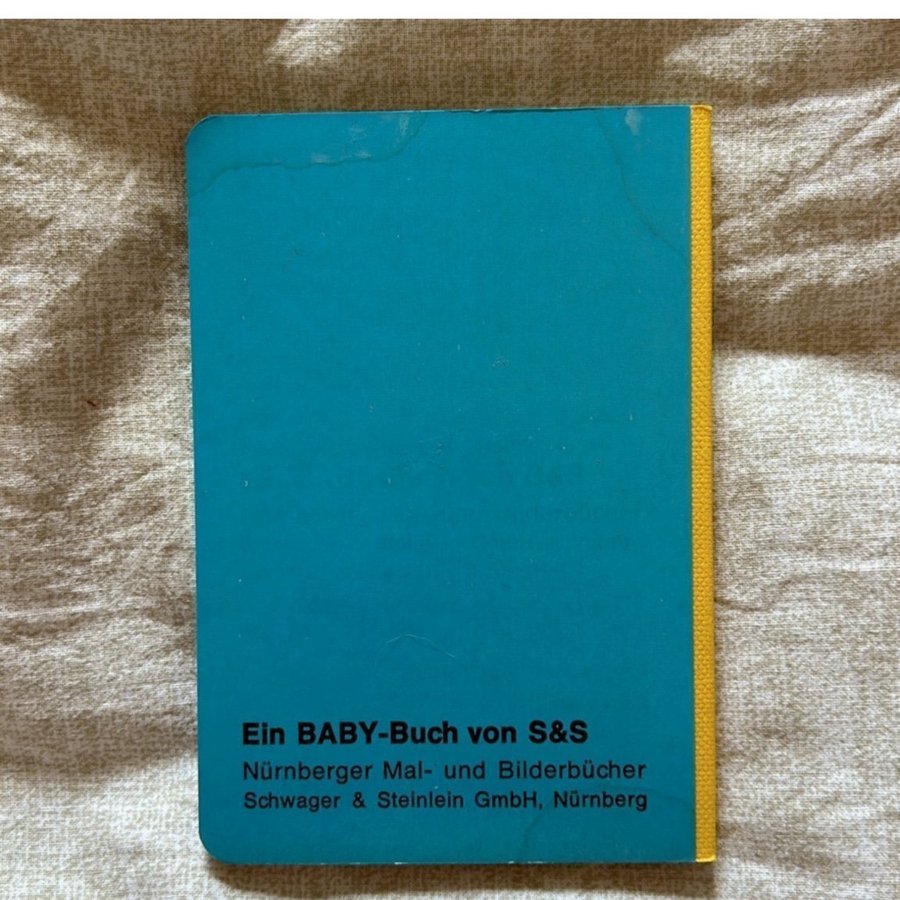 Ein BABY-Buch von S&S
Nürnberger Mal- und Bilderbücher
Schwager & Steinlein GmbH, Nürnberg